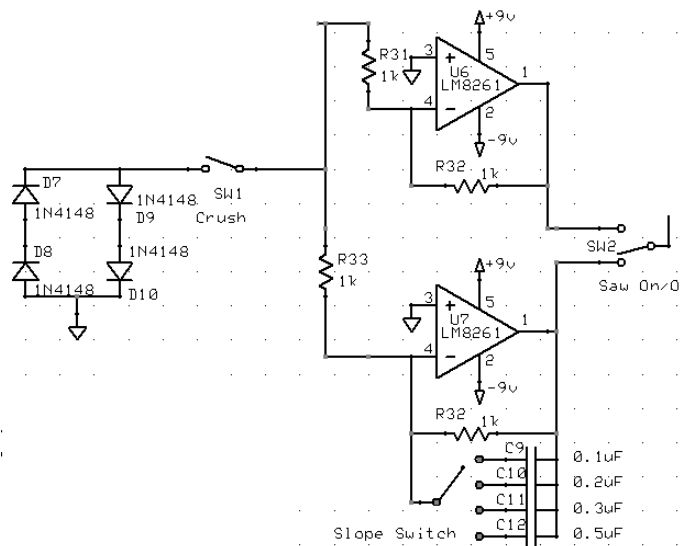 +9v
R31
1k
3
5
U6
LM8261
1
4
2
-9v
R32
1k
D7
1N4148
1N4148
D9
SW1
Crush
D8
1N4148
1N4148
D10
SW2
Saw On/O
R33
1k
+9v
3
5
U7
LM8261
1
4
2
-9v
R32
1k
C9
0.1uF
C10
0.2uF
C11
0.3uF
Slope Switch
C12
0.5uF